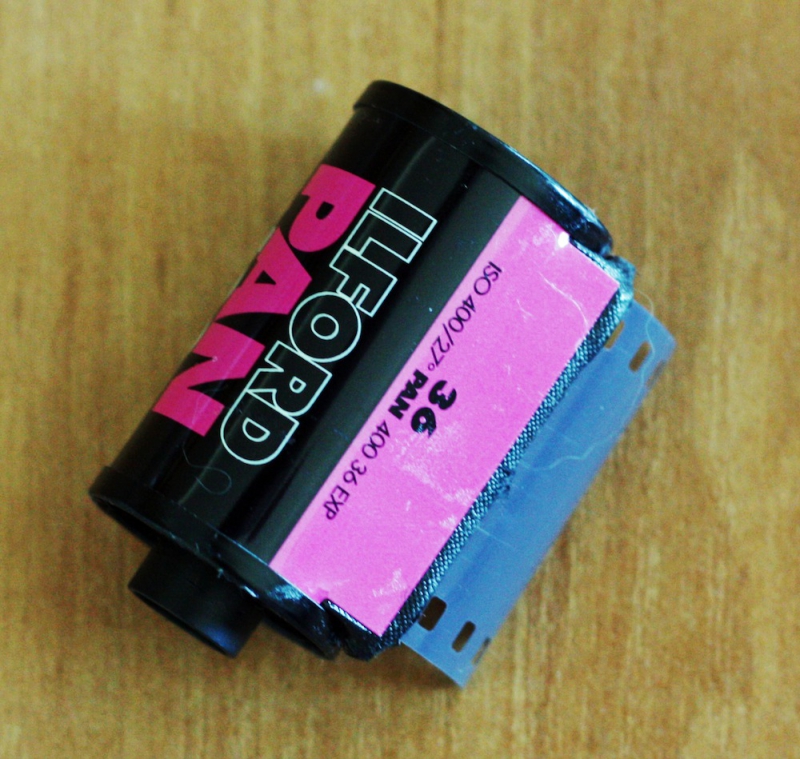 ILFORD
PAN
ISO 400/27° PAN 400 36 EXP
36